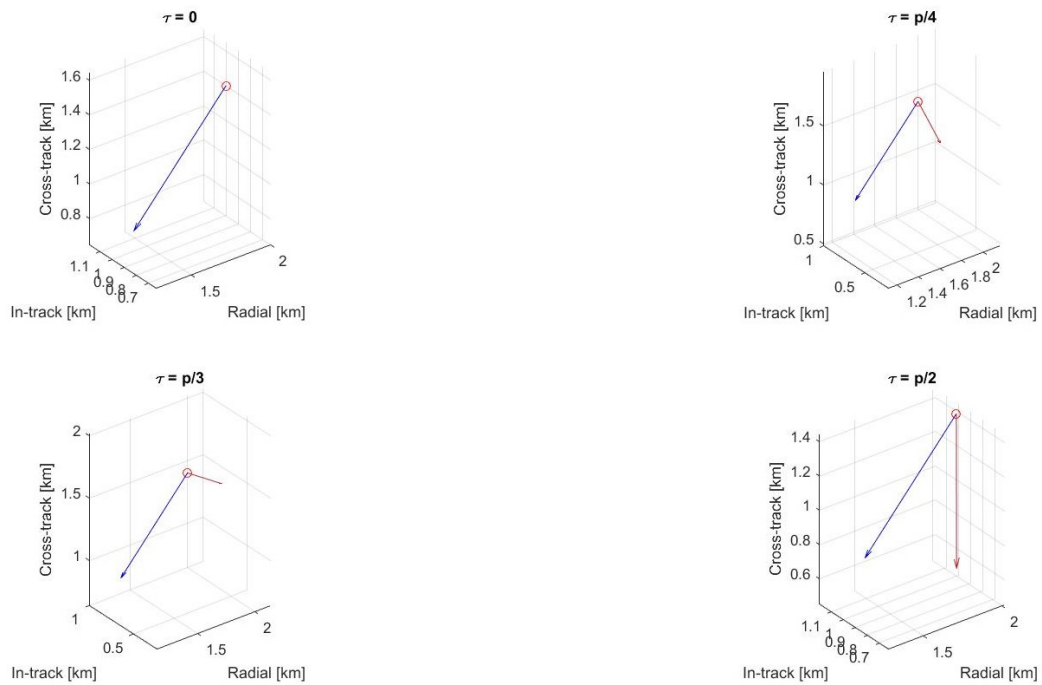 τ = 0
1.6
1.4
1.2
1
0.8
Cross-track [km]
1.1
1
0.9
0.8
0.7
In-track [km]
1.5
2
Radial [km]
τ = p/4
1.5
1
0.5
Cross-track [km]
1
0.5
In-track [km]
1.2
1.4
1.6
1.8
2
Radial [km]
τ = p/3
2
1.5
1
Cross-track [km]
1
0.5
In-track [km]
1.5
2
Radial [km]
τ = p/2
1.4
1.2
1
0.8
0.6
Cross-track [km]
1.1
1
0.9
0.8
0.7
In-track [km]
1.5
2
Radial [km]